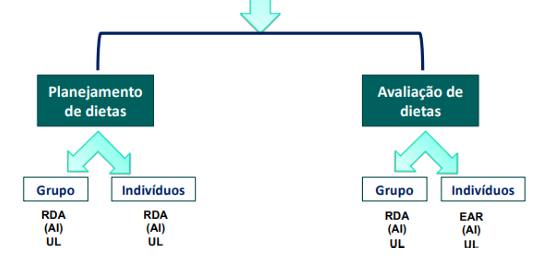 Planejamento
de dietas
Avaliação de
dietas
Grupo
Indivíduos
Grupo
Indivíduos
RDA
(AI)
UL
RDA
(AI)
UL
RDA
(AI)
UL
EAR
(AI)
UL